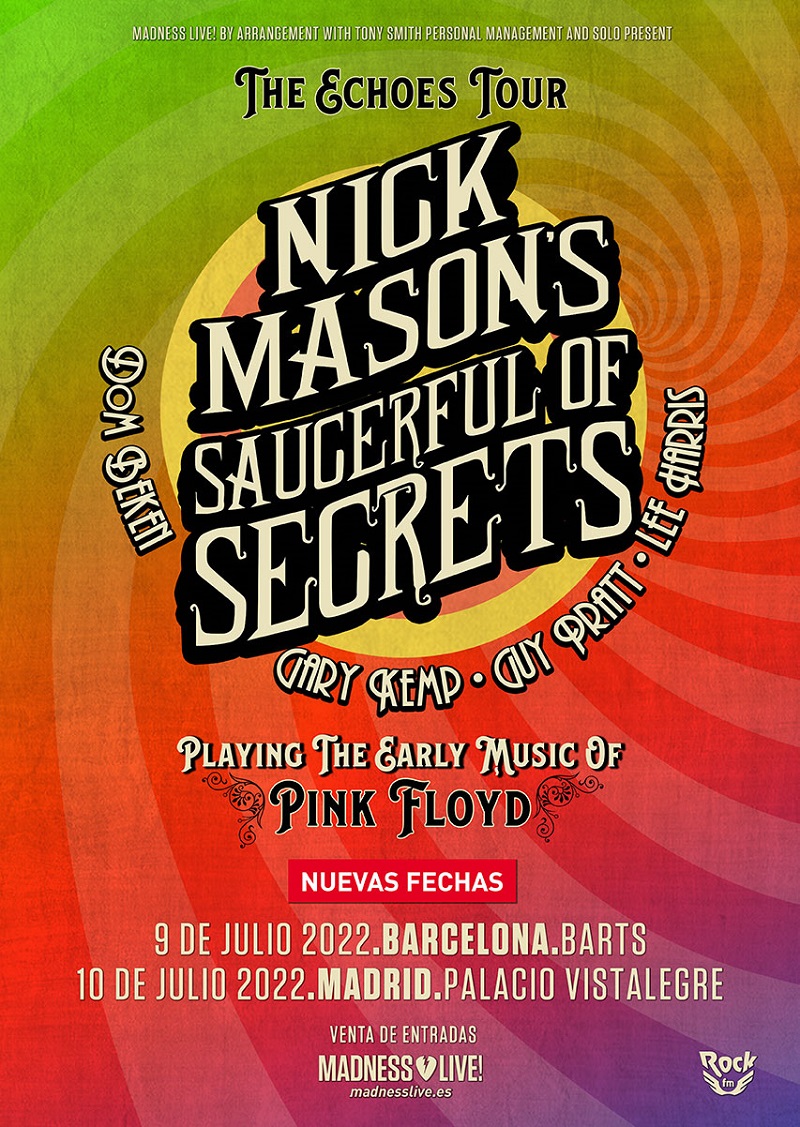 MADNESS LIVE! BY ARRANGEMENT WITH TONY SMITH PERSONAL MANAGEMENT AND SOLO PRESENT
THE ECHOES TOUR
NICK
MASON'S
SAUCERFUL OF
SECRETS
DOM BEKEN
GARY KEMP • GUY PRATT • LEE HARRIS
PLAYING THE EARLY MUSIC OF
PINK FLOYD
NUEVAS FECHAS
9 DE JULIO 2022.BARCELONA.BARTS
10 DE JULIO 2022.MADRID.PALACIO VISTALEGRE
VENTA DE ENTRADAS
MADNESS LIVE!
madnesslive.es
Rock
fm